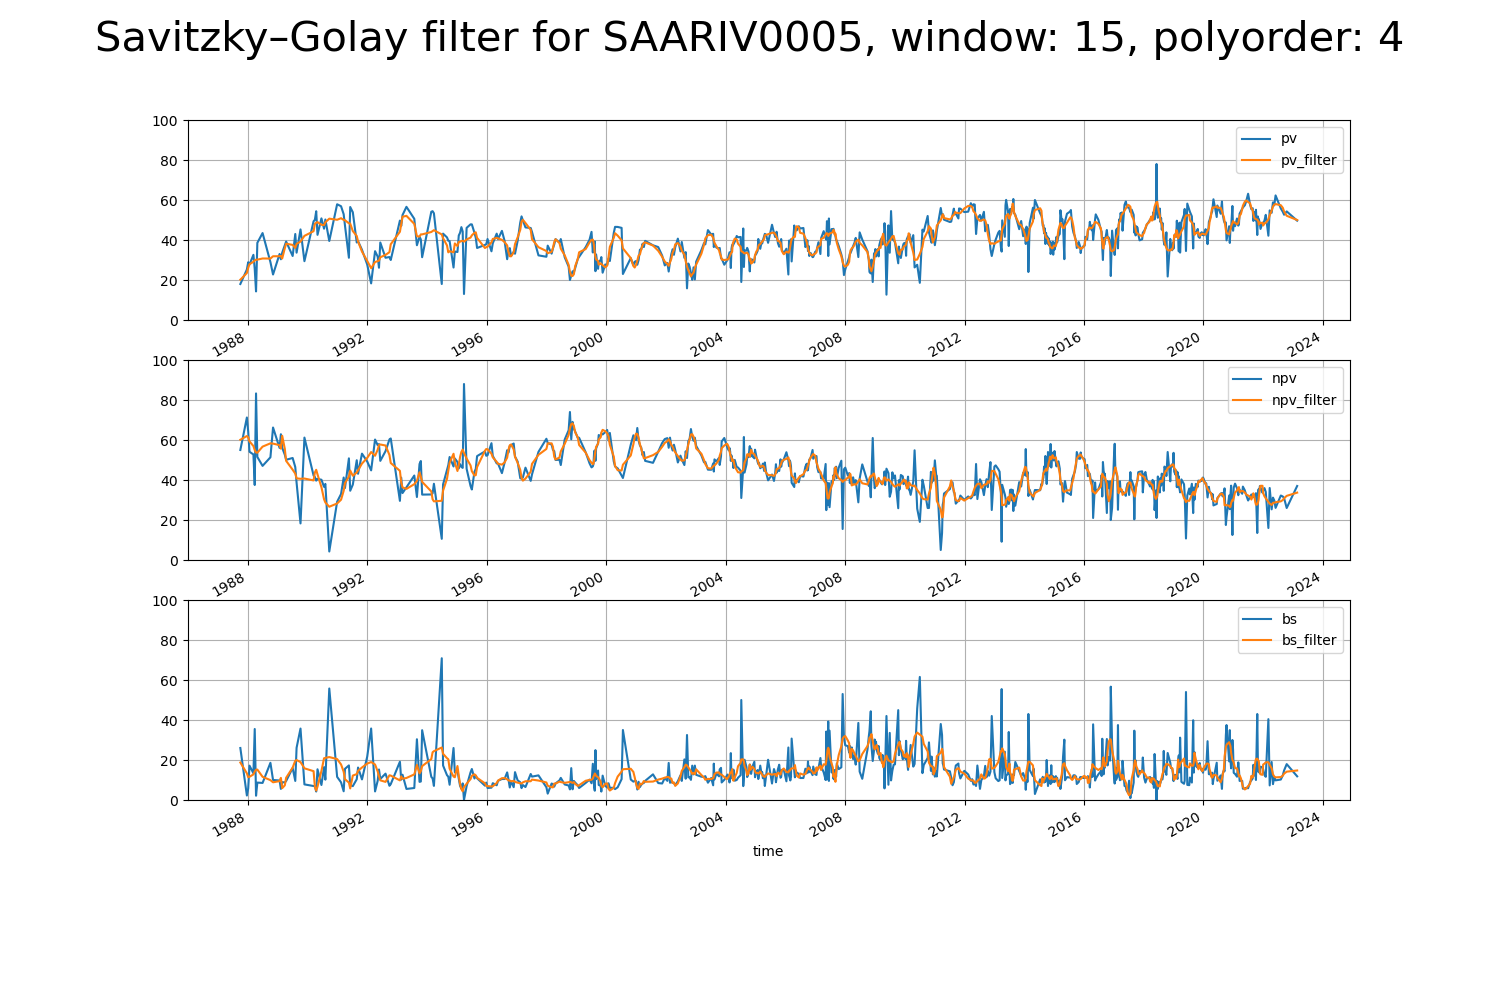 Savitzky–Golay filter for SAARIV0005, window: 15, polyorder: 4
100
80
60
40
20
0
pv
pv_filter
1988 1992 1996 2000 2004 2008 2012 2016 2020 2024
100
80
60
40
20
0
npv
npv_filter
1988 1992 1996 2000 2004 2008 2012 2016 2020 2024
100
80
60
40
20
0
bs
bs_filter
1988 1992 1996 2000 2004 2008 2012 2016 2020 2024
time